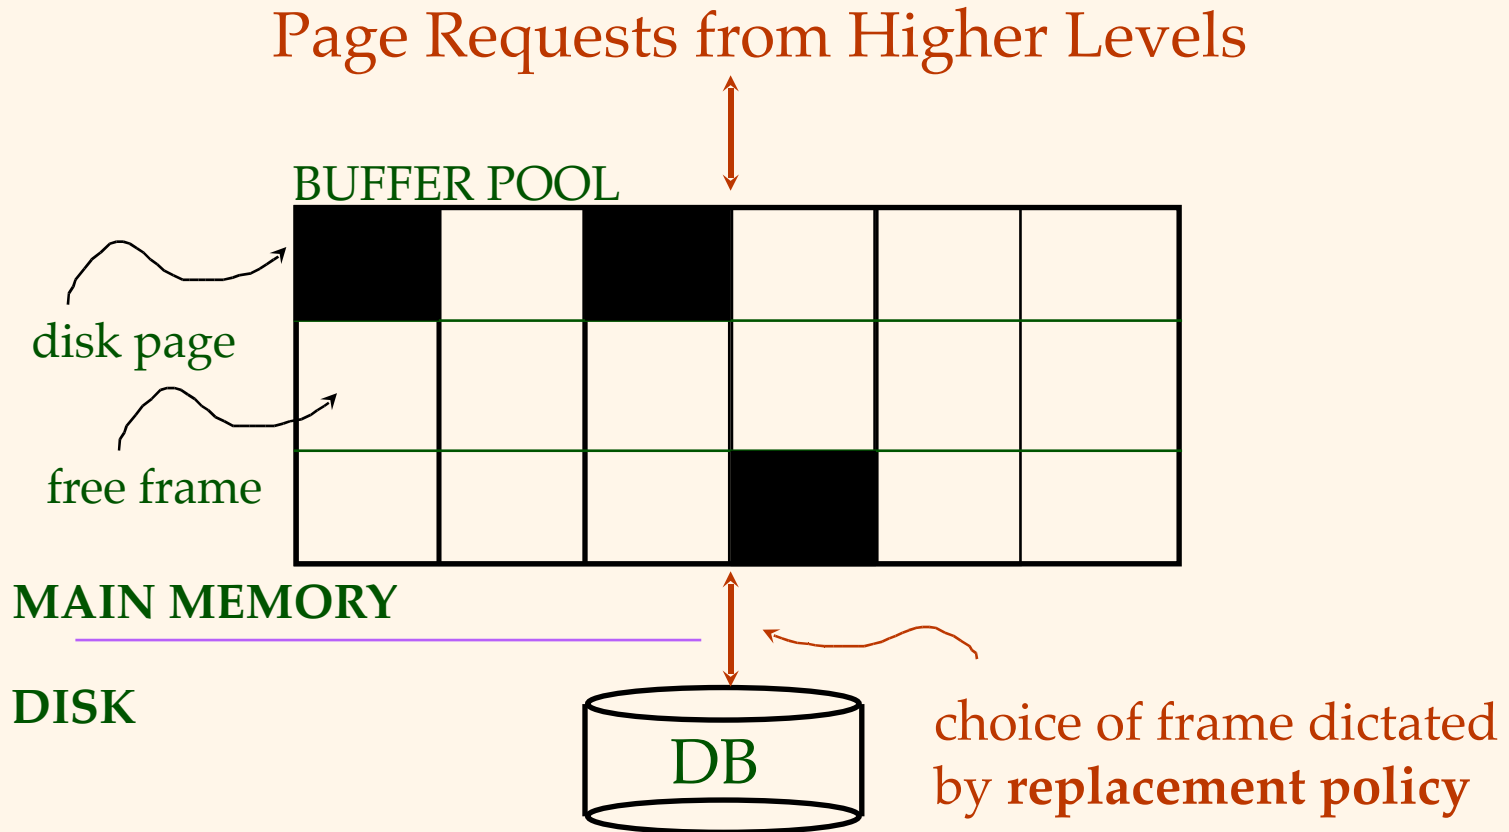 Page Requests from Higher Levels
BUFFER POOL
disk page
free frame
MAIN MEMORY
DISK
DB
choice of frame dictated
by replacement policy